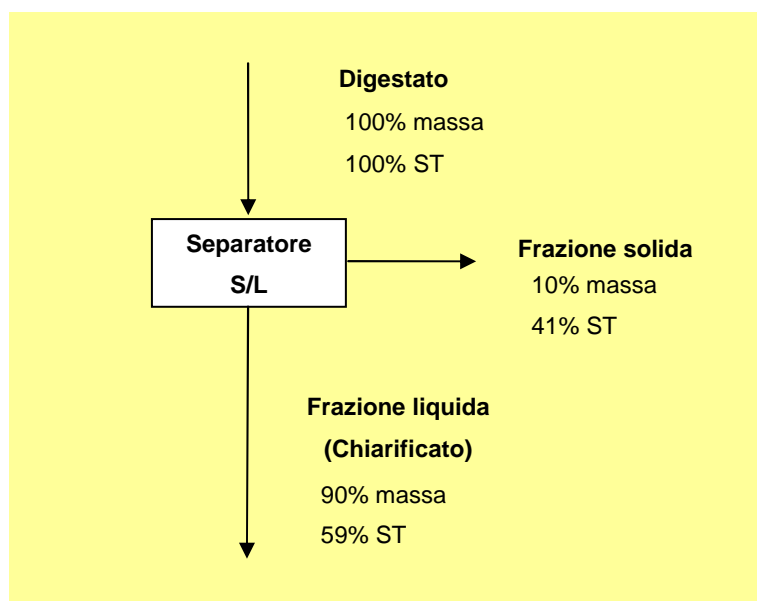 Digestato
100% massa
100% ST
Separatore
S/L
Frazione solida
10% massa
41% ST
Frazione liquida
(Chiarificato)
90% massa
59% ST